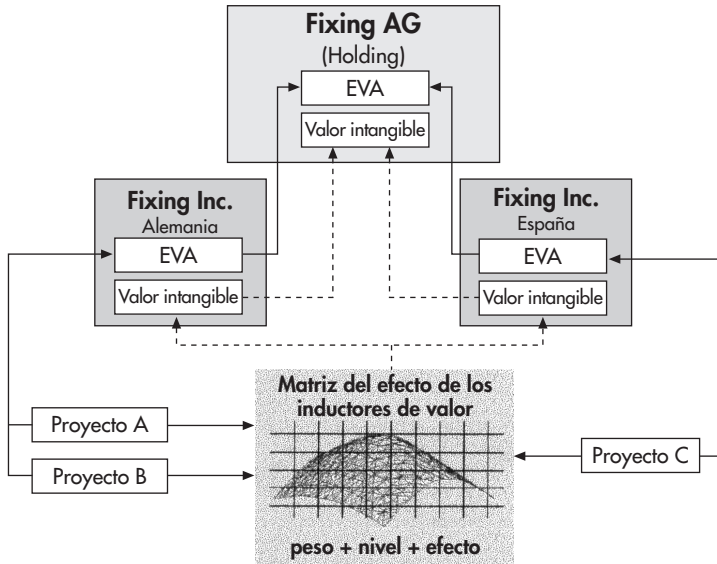 Fixing AG
(Holding)
EVA
Valor intangible
Fixing Inc.
Alemania
EVA
Valor intangible
Fixing Inc.
España
EVA
Valor intangible
Matriz del efecto de los
inductores de valor
Proyecto A
Proyecto B
Proyecto C
peso + nivel + efecto